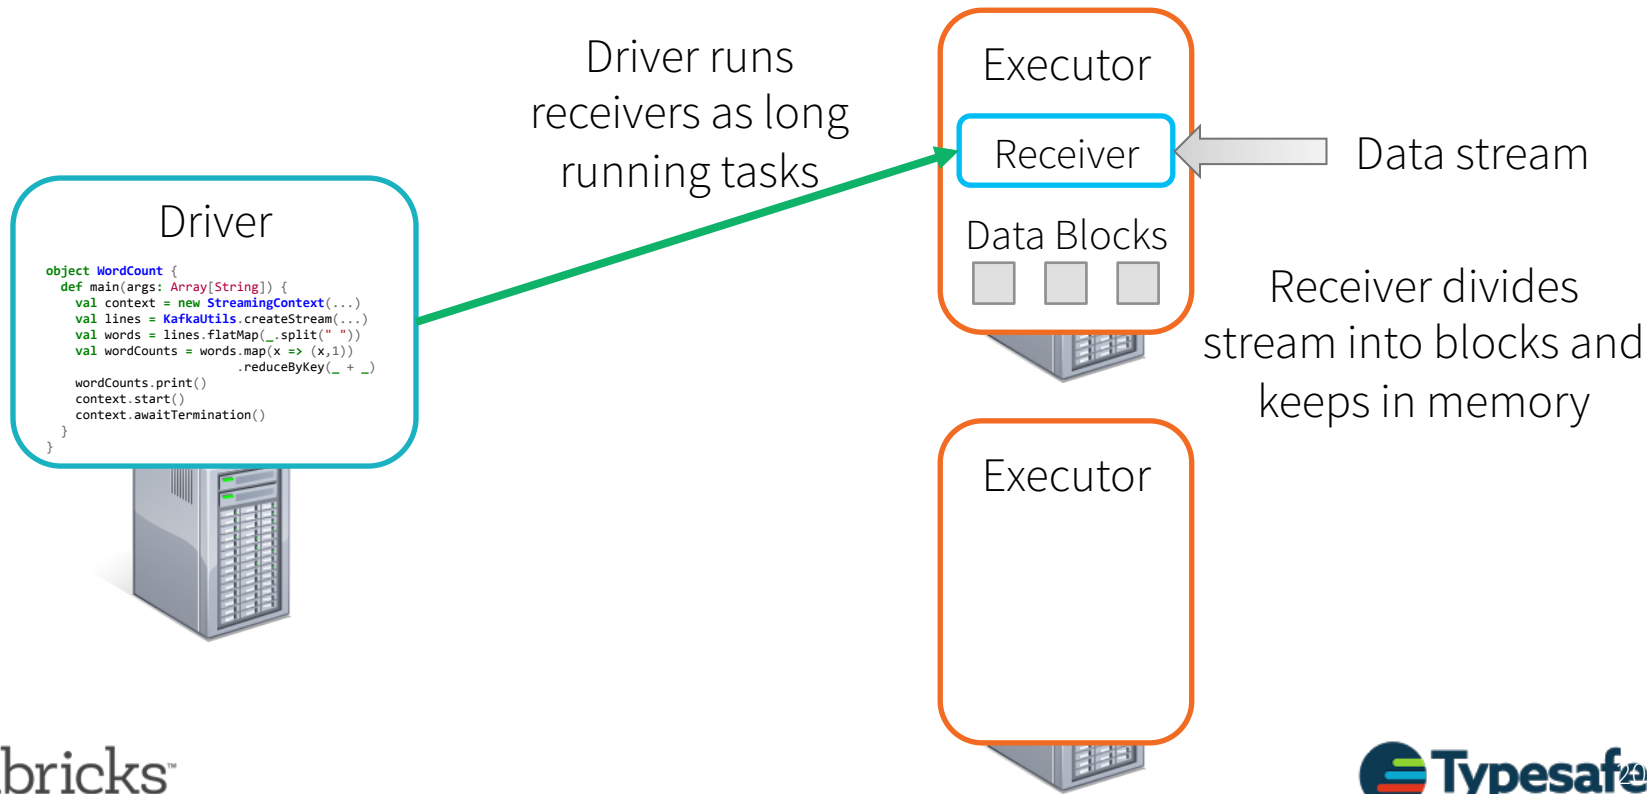 Driver runs
receivers as long
running tasks
Executor
Receiver
Data stream
Data Blocks
Receiver divides
stream into blocks and
keeps in memory
Driver
object WordCount {
  def main(args: Array[String]) {
    val context = new StreamingContext(...)
    val lines = KafkaUtils.createStream(...)
    val words = lines.flatMap(_.split(" "))
    val wordCounts = words.map(x => (x,1))
                          .reduceByKey(_ + _)
    wordCounts.print()
    context.start()
    context.awaitTermination()
  }
}
Executor
bricks™
Typesafe
20